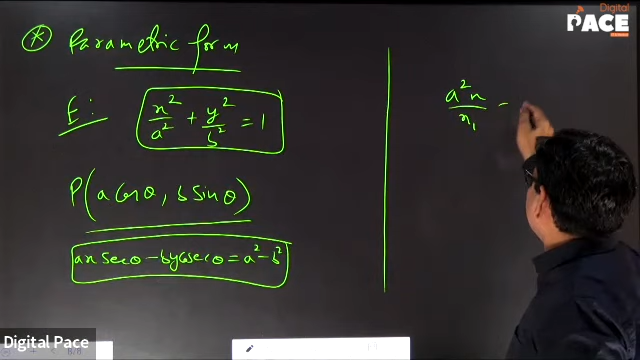 Digital
PACE
* Parametric form
E: x²/a² + y²/b² = 1
P(a cosθ, b sinθ)
ax secθ - by cosecθ = a² - b²
a²x/x₁ -
Digital Pace